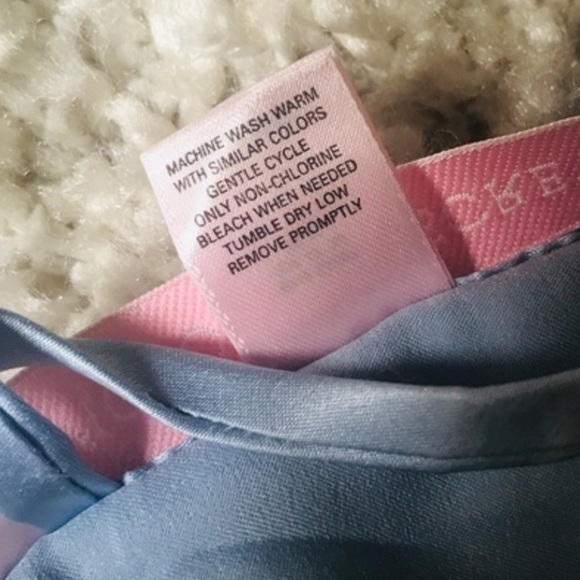 MACHINE WASH WARM
WITH SIMILAR COLORS
GENTLE CYCLE
ONLY NON-CHLORINE
BLEACH WHEN NEEDED
TUMBLE DRY LOW
REMOVE PROMPTLY